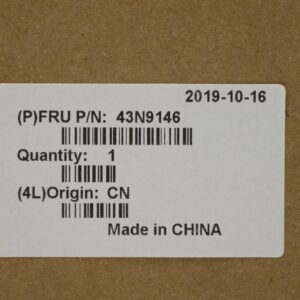 2019-10-16
(P)FRU P/N: 43N9146
Quantity: 1
(4L)Origin: CN
Made in CHINA